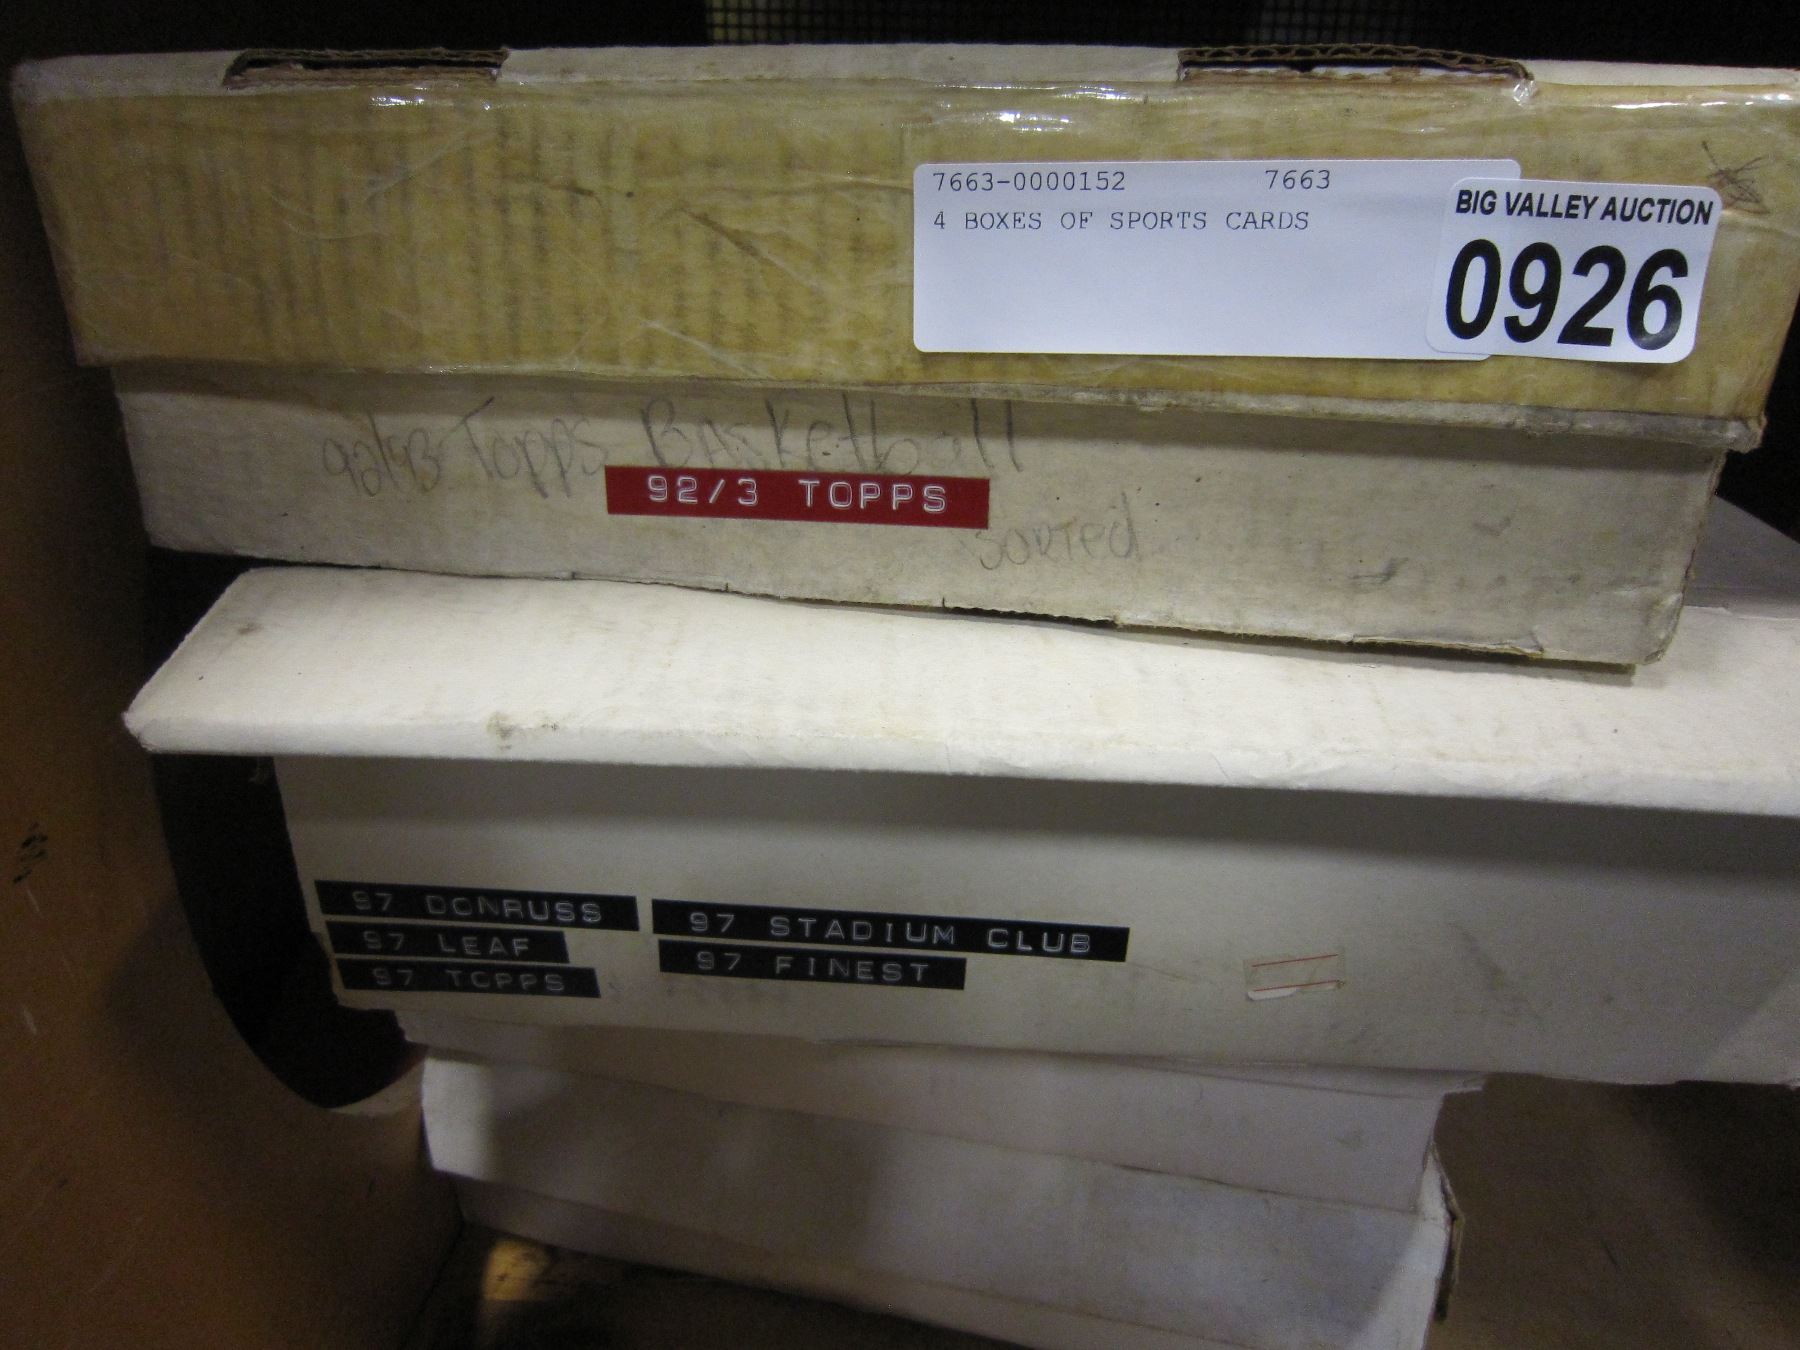 7663-0000152 7663
4 BOXES OF SPORTS CARDS
BIG VALLEY AUCTION
0926
92/93 Topps Basketball
92/3 TOPPS
Sorted
97 DONRUSS
97 LEAF
97 TOPPS
97 STADIUM CLUB
97 FINEST